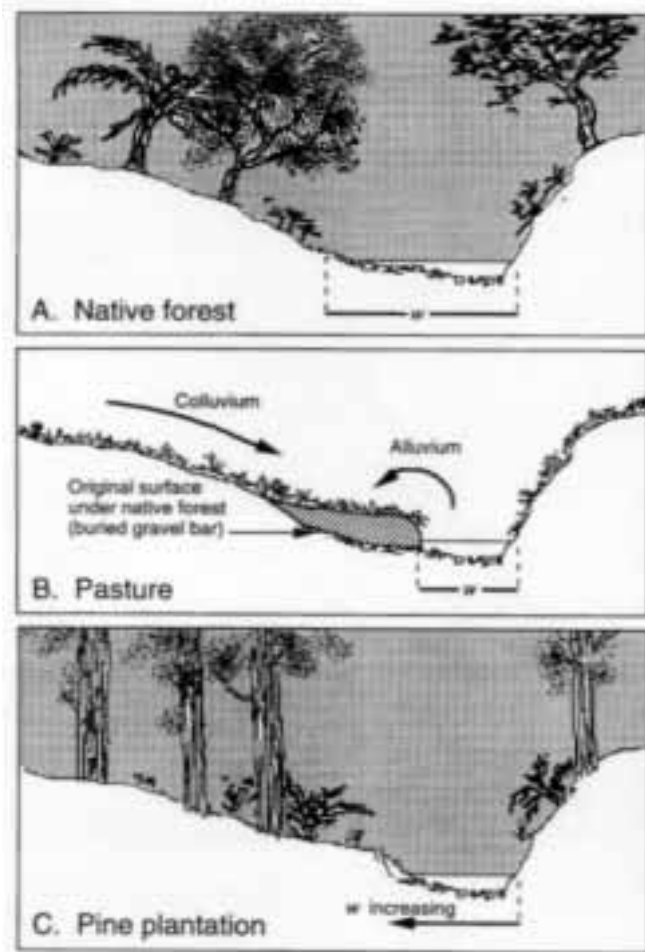 w
A. Native forest
Colluvium
Alluvium
Original surface
under native forest
(buried gravel bar)
w
B. Pasture
w increasing
C. Pine plantation